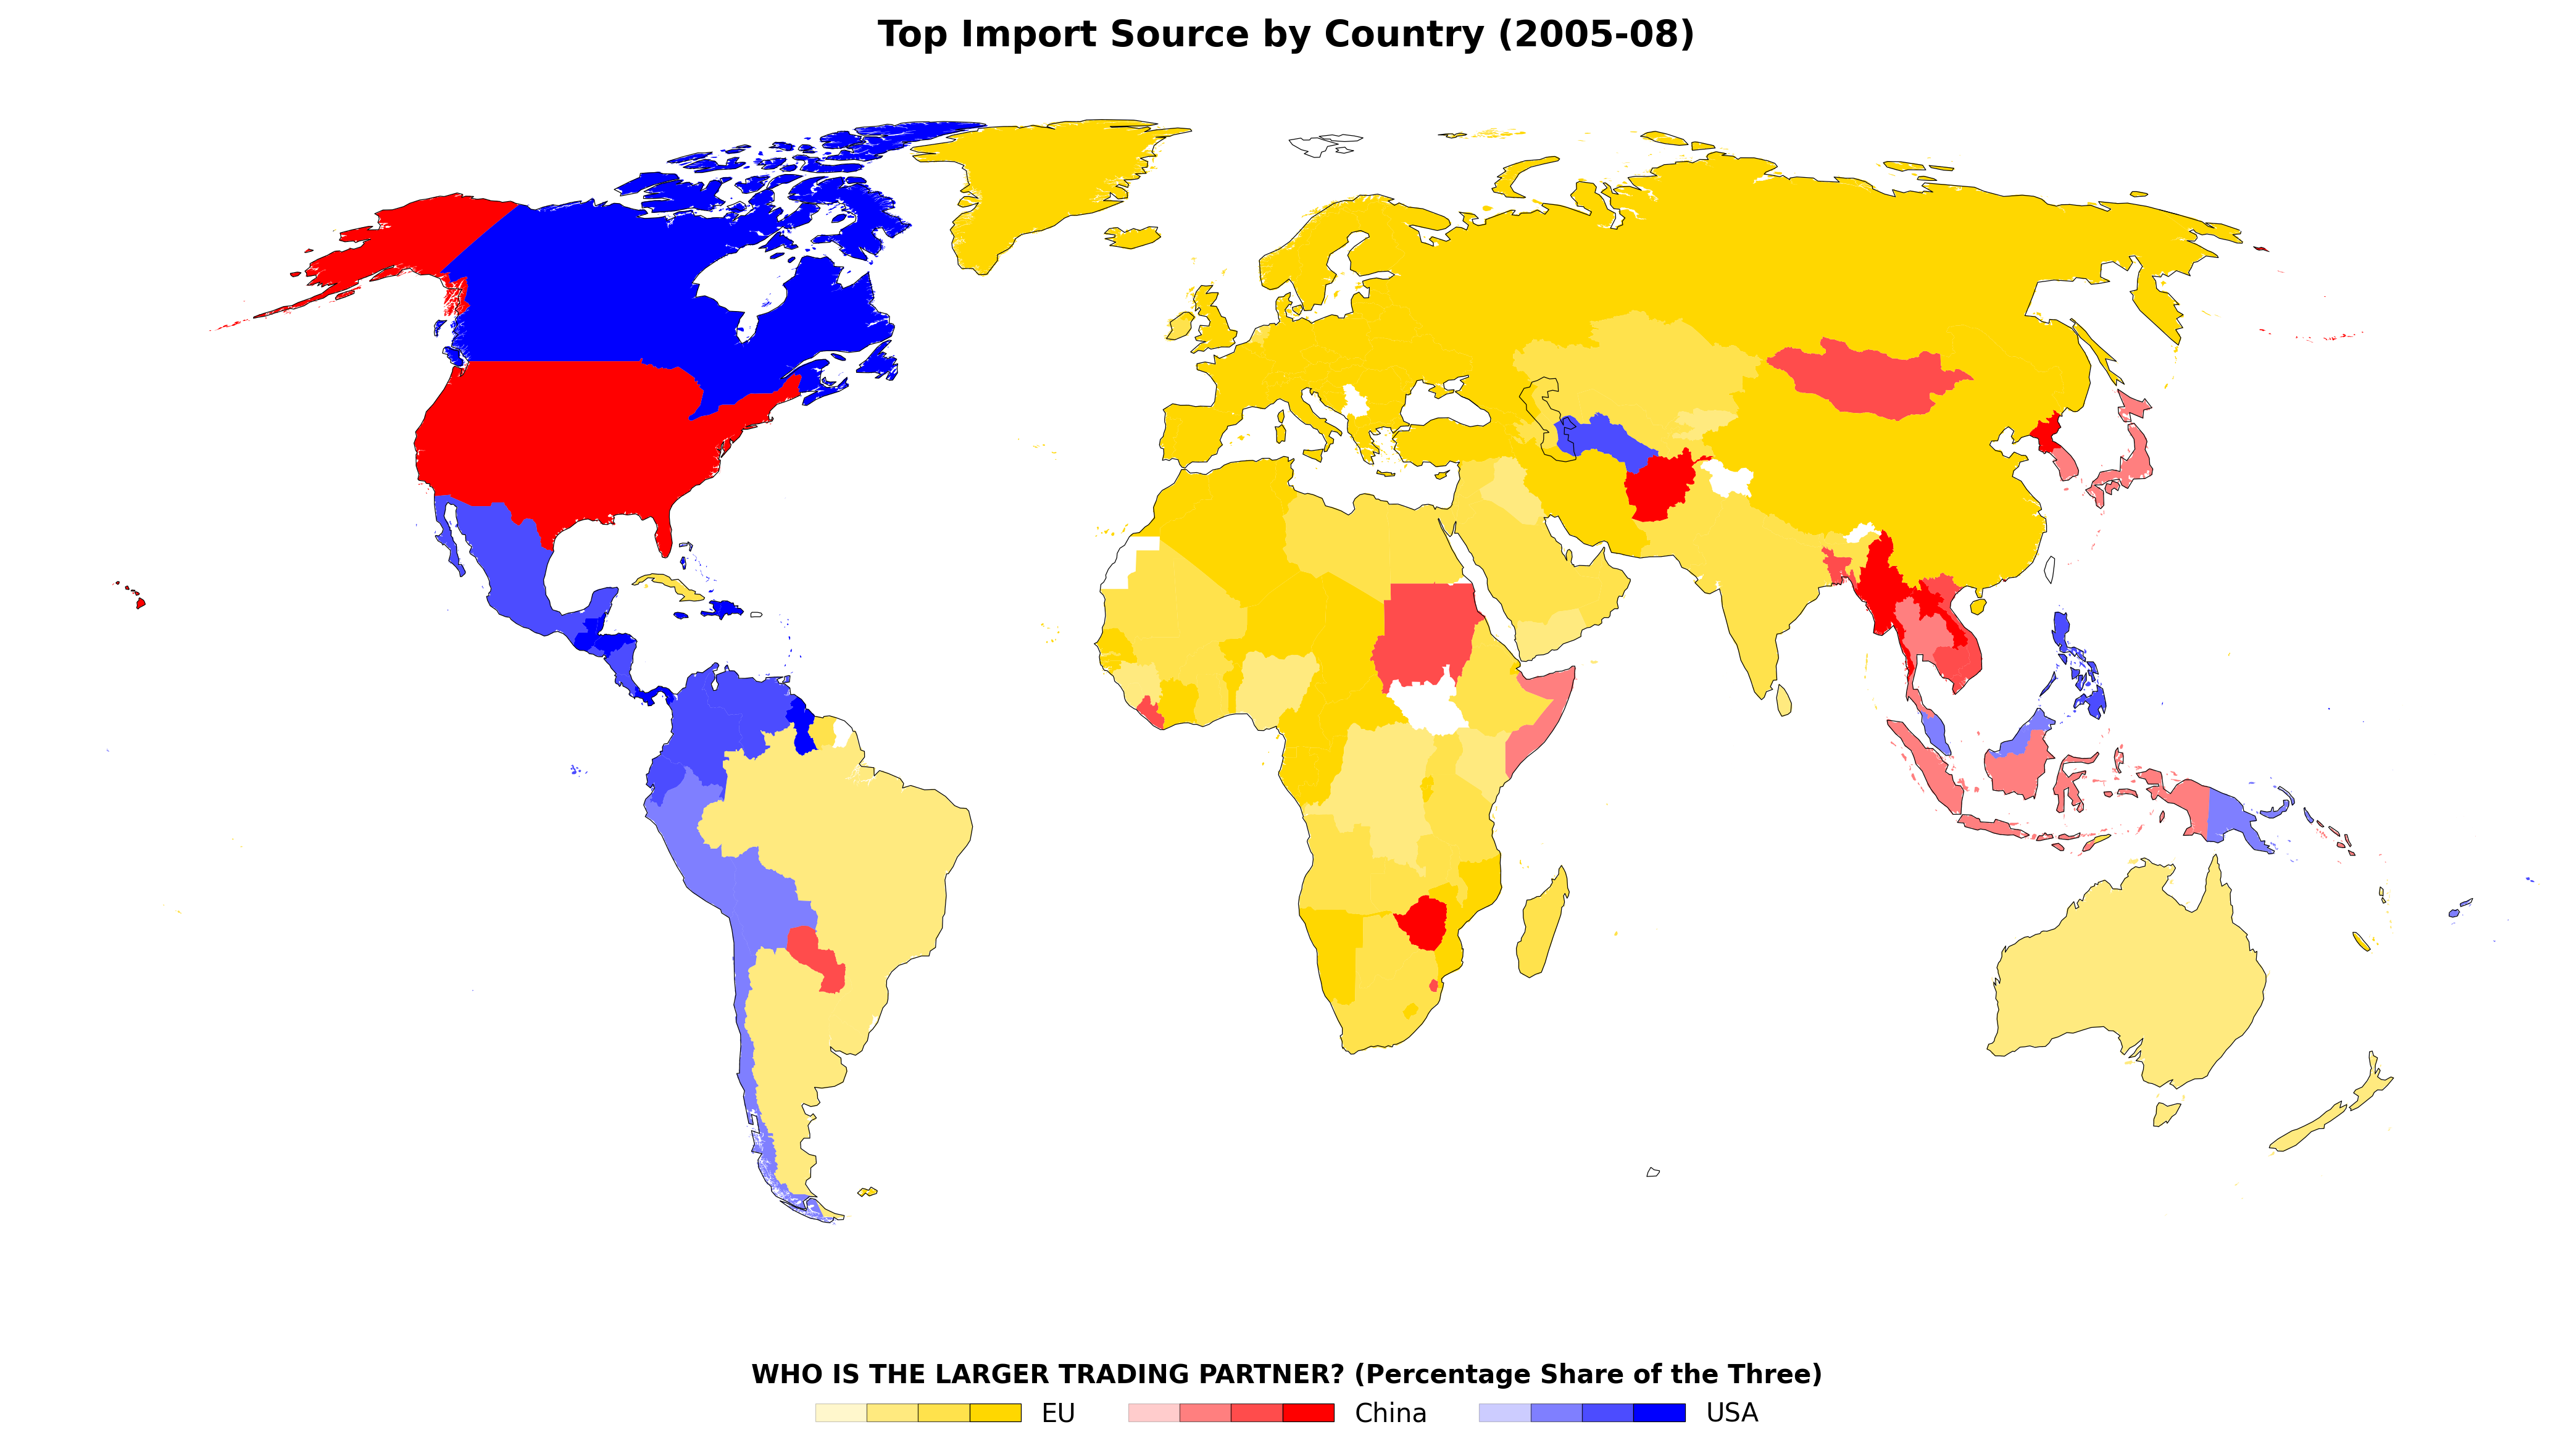 Top Import Source by Country (2005-08)
WHO IS THE LARGER TRADING PARTNER? (Percentage Share of the Three)
EU China USA